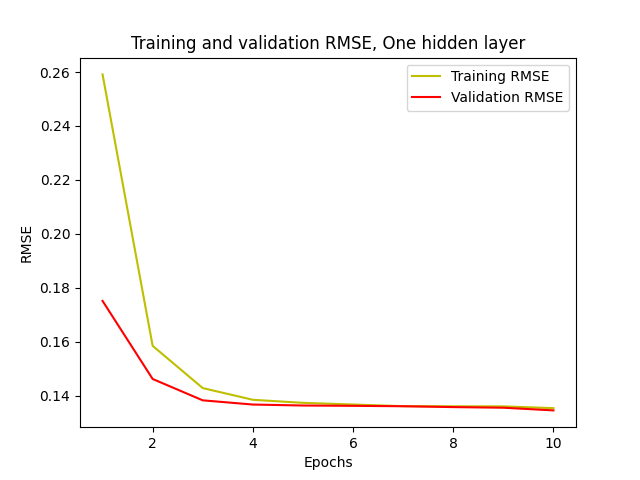 Training and validation RMSE, One hidden layer
Training RMSE
Validation RMSE
RMSE
0.26
0.24
0.22
0.20
0.18
0.16
0.14
2
4
6
8
10
Epochs